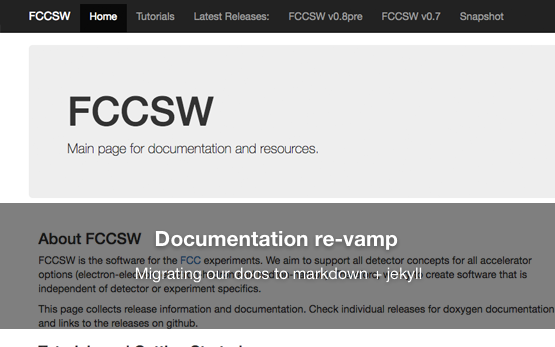 FCCSW Home Tutorials Latest Releases: FCCSW v0.8pre FCCSW v0.7 Snapshot
FCCSW
Main page for documentation and resources.
About FCCSW
Documentation re-vamp
FCCSW is the software for the FCC experiments. We aim to support all detector concepts for all accelerator
Migrating our docs to markdown + jekyll
options (electron-elec create software that is
independent of detector or experiment specifics.
This page collects release information and documentation. Check individual releases for doxygen documentation
and links to the releases on github.